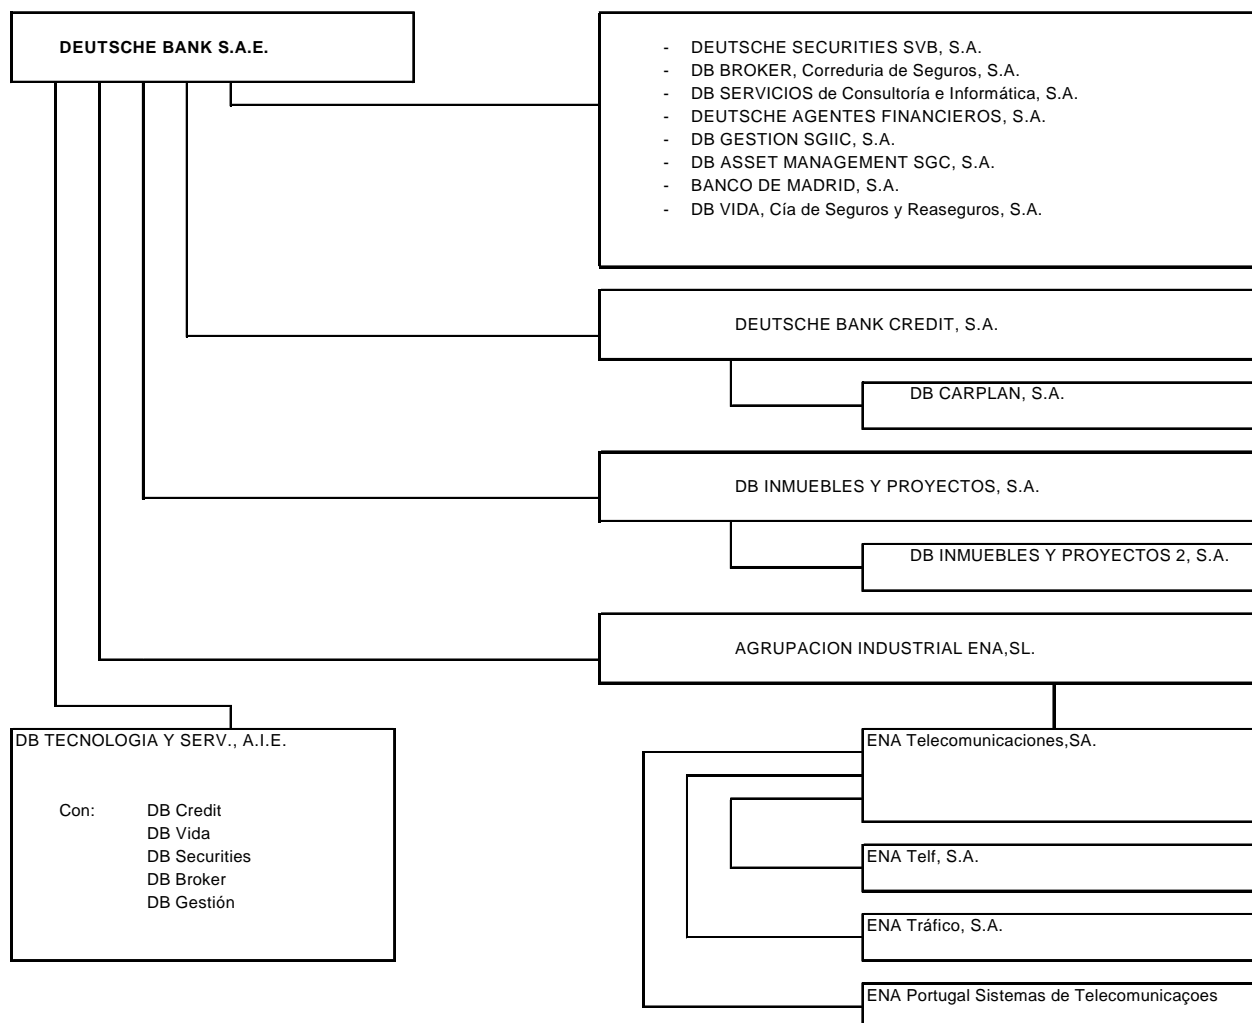 DEUTSCHE BANK S.A.E.
- DEUTSCHE SECURITIES SVB, S.A.
- DB BROKER, Correduria de Seguros, S.A.
- DB SERVICIOS de Consultoría e Informática, S.A.
- DEUTSCHE AGENTES FINANCIEROS, S.A.
- DB GESTION SGIIC, S.A.
- DB ASSET MANAGEMENT SGC, S.A.
- BANCO DE MADRID, S.A.
- DB VIDA, Cía de Seguros y Reaseguros, S.A.
DEUTSCHE BANK CREDIT, S.A.
DB CARPLAN, S.A.
DB INMUEBLES Y PROYECTOS, S.A.
DB INMUEBLES Y PROYECTOS 2, S.A.
AGRUPACION INDUSTRIAL ENA,SL.
DB TECNOLOGIA Y SERV., A.I.E.
Con: DB Credit
DB Vida
DB Securities
DB Broker
DB Gestión
ENA Telecomunicaciones,SA.
ENA Telf, S.A.
ENA Tráfico, S.A.
ENA Portugal Sistemas de Telecomunicaçoes